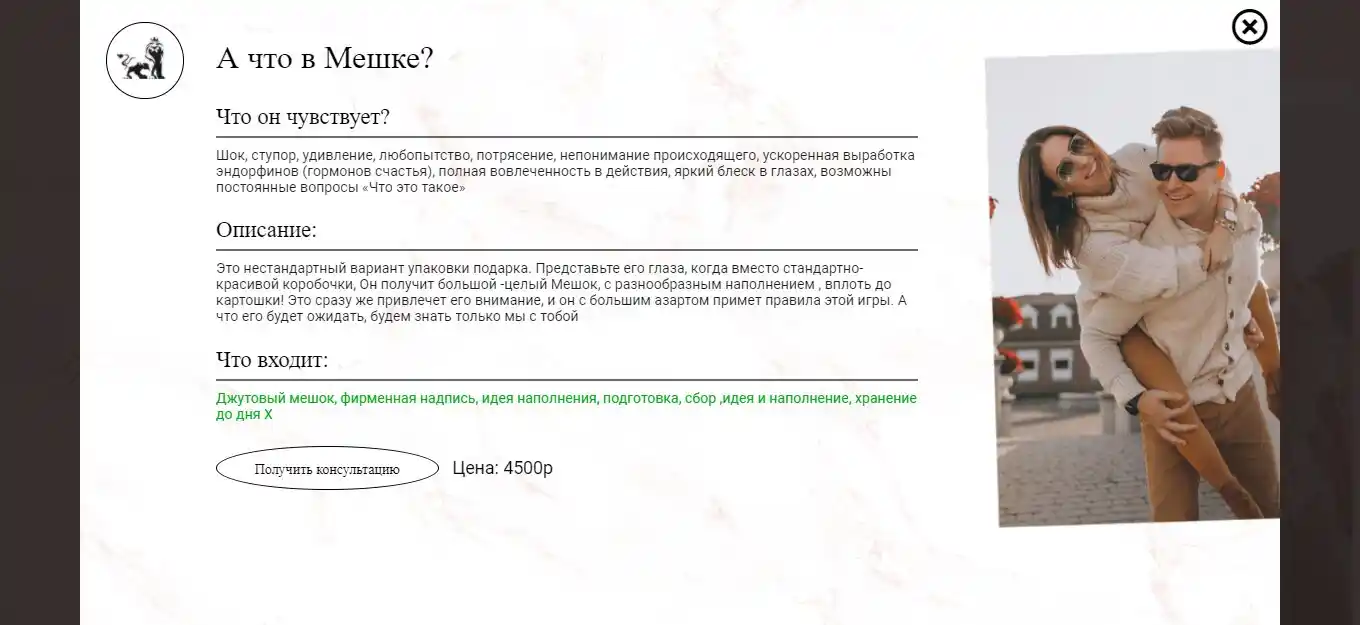 А что в Мешке?
Что он чувствует?
Шок, ступор, удивление, любопытство, потрясение, непонимание происходящего, ускоренная выработка
эндорфинов (гормонов счастья), полная вовлеченность в действия, яркий блеск в глазах, возможны
постоянные вопросы «Что это такое»
Описание:
Это нестандартный вариант упаковки подарка. Представьте его глаза, когда вместо стандартно-
красивой коробочки, Он получит большой -целый Мешок, с разнообразным наполнением , вплоть до
картошки! Это сразу же привлечет его внимание, и он с большим азартом примет правила этой игры. А
что его будет ожидать, будем знать только мы с тобой
Что входит:
Джутовый мешок, фирменная надпись, идея наполнения, подготовка, сбор ,идея и наполнение, хранение
до дня Х
Получить консультацию
Цена: 4500р